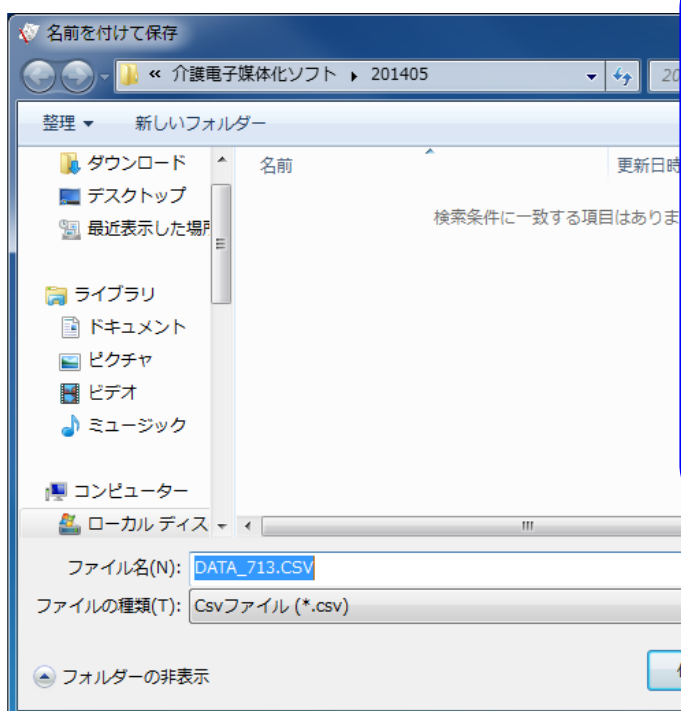 名前を付けて保存
« 介護電子媒体化ソフト ▸ 201405
20
整理 ▼ 新しいフォルダー
ダウンロード
デスクトップ
最近表示した場所
ライブラリ
ドキュメント
ピクチャ
ビデオ
ミュージック
コンピューター
ローカル ディス
名前 更新日時
検索条件に一致する項目はありま
ファイル名(N): DATA_713.CSV
ファイルの種類(T): Csvファイル (*.csv)
フォルダーの非表示